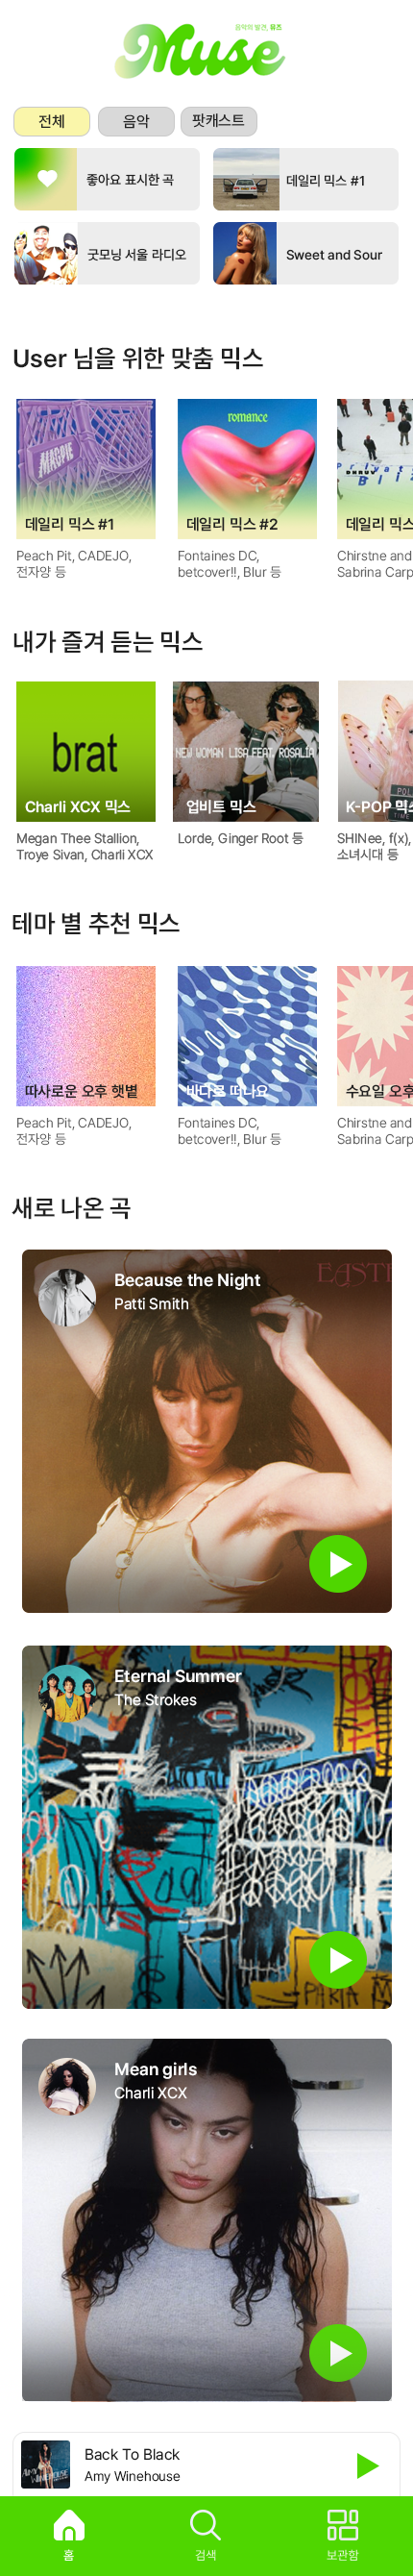 음악의 발견, 뮤즈
Muse
전체
음악
팟캐스트
좋아요 표시한 곡
데일리 믹스 #1
굿모닝 서울 라디오
Sweet and Sour
User 님을 위한 맞춤 믹스
MAGPIE
romance
데일리 믹스 #1
데일리 믹스 #2
데일리 믹스
Peach Pit, CADEJO,
전자양 등
Fontaines DC,
betcover!!, Blur 등
Chirstne and
Sabrina Carp
내가 즐겨 듣는 믹스
brat
NEW WOMAN LISA FEAT. ROSALÍA
Charli XCX 믹스
업비트 믹스
K-POP 믹스
Megan Thee Stallion,
Troye Sivan, Charli XCX
Lorde, Ginger Root 등
SHINee, f(x),
소녀시대 등
테마 별 추천 믹스
따사로운 오후 햇볕
바다로 떠나요
수요일 오후
Peach Pit, CADEJO,
전자양 등
Fontaines DC,
betcover!!, Blur 등
Chirstne and
Sabrina Carp
새로 나온 곡
EASTE
Because the Night
Patti Smith
Eternal Summer
The Strokes
Mean girls
Charli XCX
Back To Black
Amy Winehouse
AMY WINEHOUSE
홈
검색
보관함